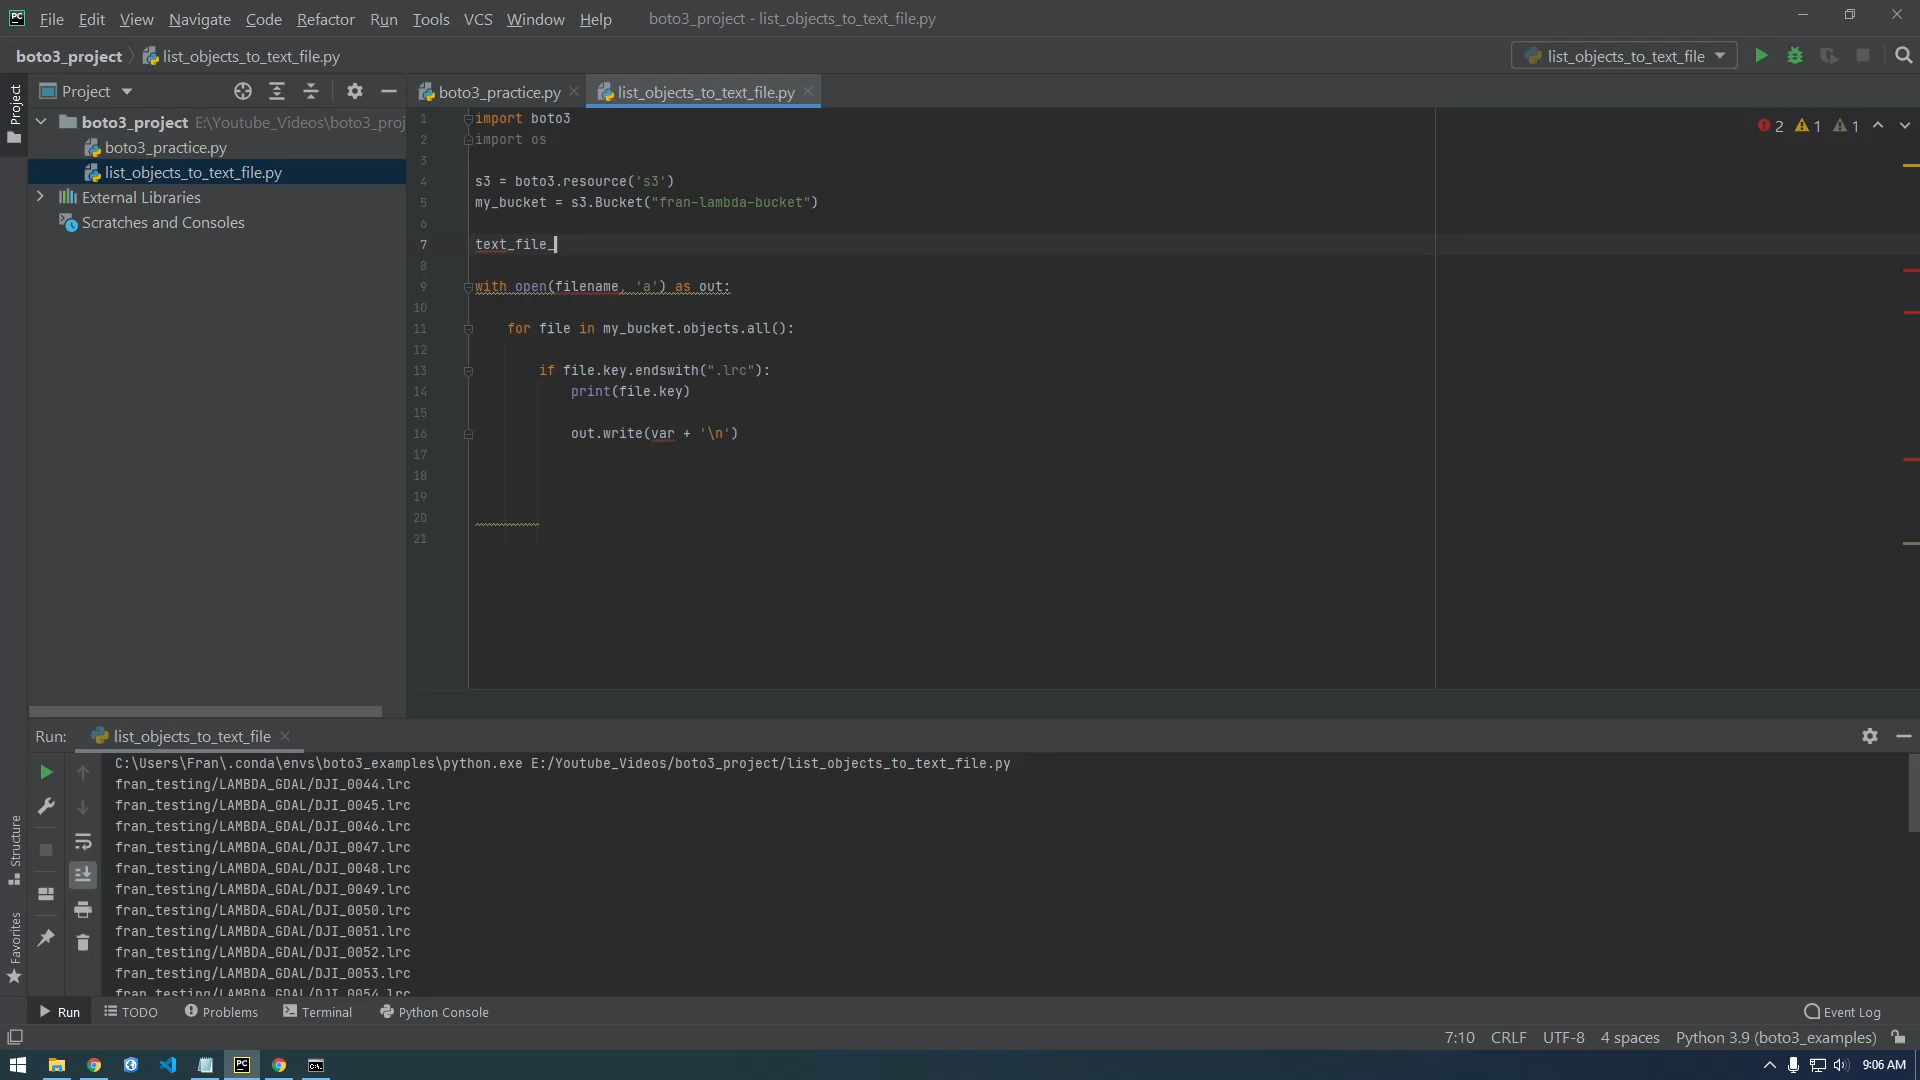 PC File Edit View Navigate Code Refactor Run Tools VCS Window Help boto3_project - list_objects_to_text_file.py
boto3_project list_objects_to_text_file.py list_objects_to_text_file
Project
Project
boto3_project E:\Youtube_Videos\boto3_proj
boto3_practice.py
list_objects_to_text_file.py
External Libraries
Scratches and Consoles
boto3_practice.py list_objects_to_text_file.py
2 1 1
1 import boto3
2 import os
3
4 s3 = boto3.resource('s3')
5 my_bucket = s3.Bucket("fran-lambda-bucket")
6
7 text_file_
8
9 with open(filename, 'a') as out:
10
11 for file in my_bucket.objects.all():
12
13 if file.key.endswith(".lrc"):
14 print(file.key)
15
16 out.write(var + '\n')
17
18
19
20
21
Run: list_objects_to_text_file
C:\Users\Fran\.conda\envs\boto3_examples\python.exe E:/Youtube_Videos/boto3_project/list_objects_to_text_file.py
fran_testing/LAMBDA_GDAL/DJI_0044.lrc
fran_testing/LAMBDA_GDAL/DJI_0045.lrc
fran_testing/LAMBDA_GDAL/DJI_0046.lrc
fran_testing/LAMBDA_GDAL/DJI_0047.lrc
fran_testing/LAMBDA_GDAL/DJI_0048.lrc
fran_testing/LAMBDA_GDAL/DJI_0049.lrc
fran_testing/LAMBDA_GDAL/DJI_0050.lrc
fran_testing/LAMBDA_GDAL/DJI_0051.lrc
fran_testing/LAMBDA_GDAL/DJI_0052.lrc
fran_testing/LAMBDA_GDAL/DJI_0053.lrc
fran_testing/LAMBDA_GDAL/DJI_0054.lrc
Structure
Favorites
Run TODO Problems Terminal Python Console Event Log
7:10 CRLF UTF-8 4 spaces Python 3.9 (boto3_examples)
PC 9:06 AM